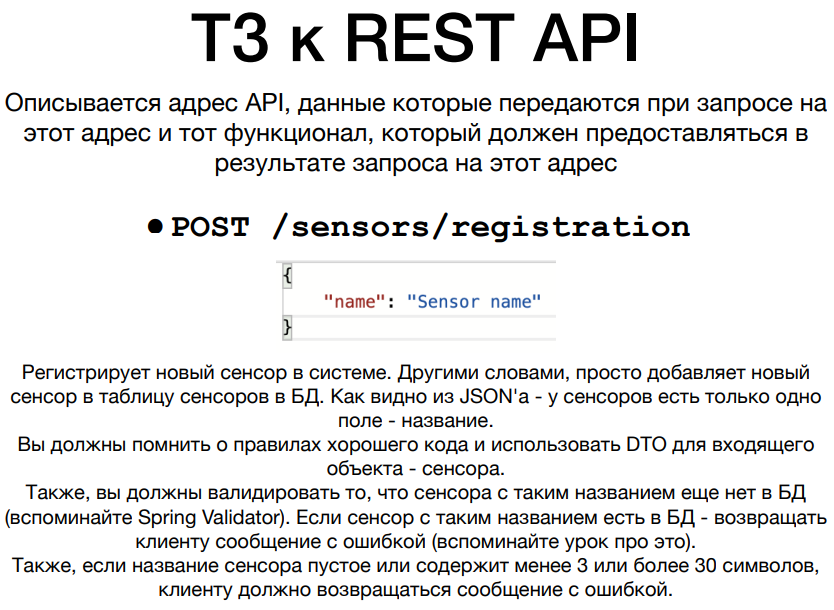 ТЗ к REST API
Описывается адрес API, данные которые передаются при запросе на
этот адрес и тот функционал, который должен предоставляться в
результате запроса на этот адрес
• POST /sensors/registration
{
"name": "Sensor name"
}
Регистрирует новый сенсор в системе. Другими словами, просто добавляет новый
сенсор в таблицу сенсоров в БД. Как видно из JSON'а - у сенсоров есть только одно
поле - название.
Вы должны помнить о правилах хорошего кода и использовать DTO для входящего
объекта - сенсора.
Также, вы должны валидировать то, что сенсора с таким названием еще нет в БД
(вспоминайте Spring Validator). Если сенсор с таким названием есть в БД - возвращать
клиенту сообщение с ошибкой (вспоминайте урок про это).
Также, если название сенсора пустое или содержит менее 3 или более 30 символов,
клиенту должно возвращаться сообщение с ошибкой.